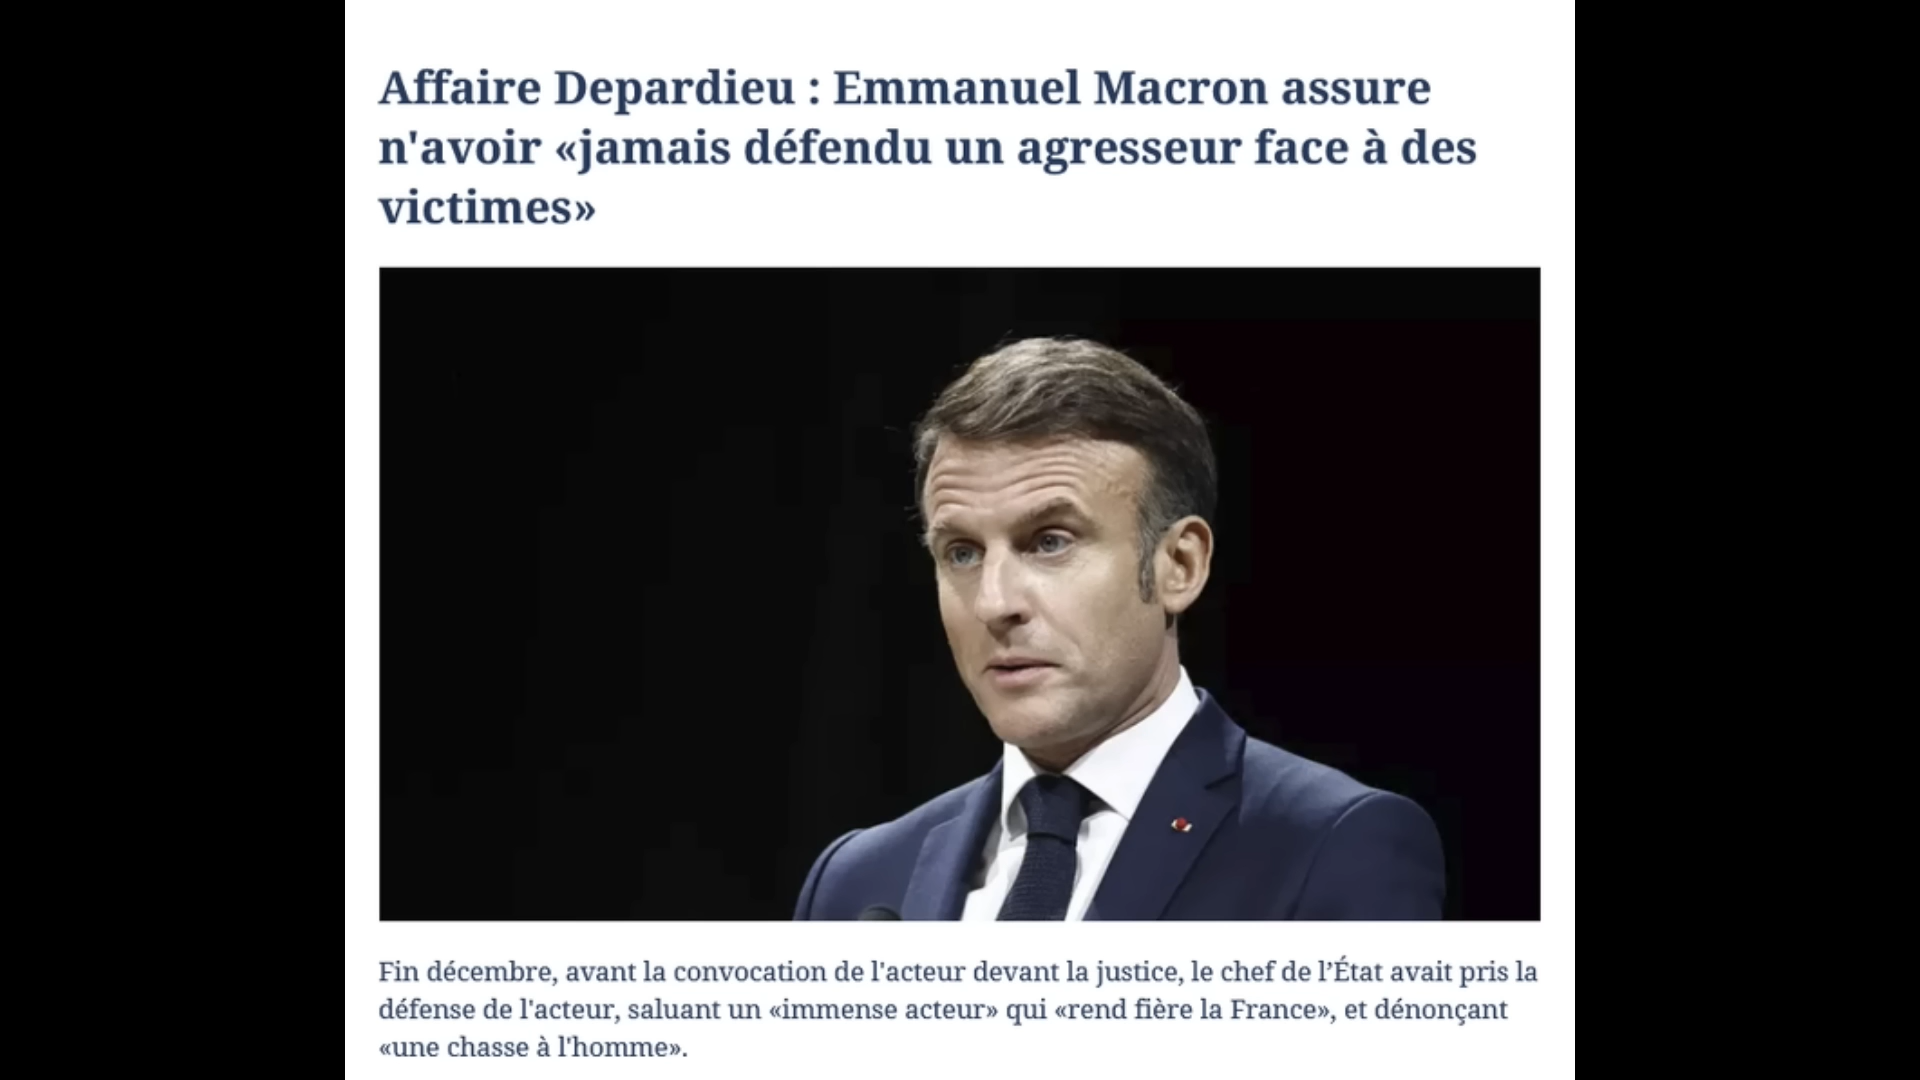 Affaire Depardieu : Emmanuel Macron assure
n'avoir «jamais défendu un agresseur face à des
victimes»
Fin décembre, avant la convocation de l'acteur devant la justice, le chef de l’État avait pris la
défense de l'acteur, saluant un «immense acteur» qui «rend fière la France», et dénonçant
«une chasse à l'homme».